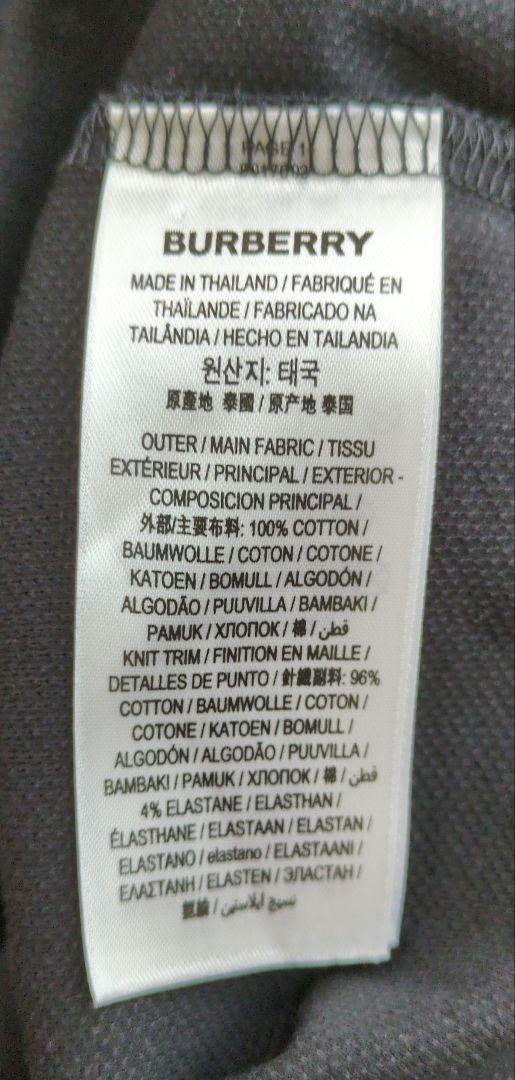 PAGE 1
BURBERRY
MADE IN THAILAND / FABRIQUÉ EN
THAÏLANDE / FABRICADO NA
TAILÂNDIA / HECHO EN TAILANDIA
원산지: 태국
原產地 泰國 / 原产地 泰国
OUTER / MAIN FABRIC / TISSU
EXTÉRIEUR / PRINCIPAL / EXTERIOR -
COMPOSICION PRINCIPAL /
外部/主要布料: 100% COTTON /
BAUMWOLLE / COTON / COTONE /
KATOEN / BOMULL / ALGODÓN /
ALGODÃO / PUUVILLA / BAMBAKI /
PAMUK / ХЛОПОК / 棉 / قطن
KNIT TRIM / FINITION EN MAILLE /
DETALLES DE PUNTO / 針織副料: 96%
COTTON / BAUMWOLLE / COTON /
COTONE / KATOEN / BOMULL /
ALGODÓN / ALGODÃO / PUUVILLA /
BAMBAKI / PAMUK / ХЛОПОК / 棉 / قطن
4% ELASTANE / ELASTHAN /
ÉLASTHANE / ELASTAAN / ELASTAN /
ELASTANO / elastano / ELASTAANI /
ΕΛΑΣΤΑΝΗ / ELASTEN / ЭЛАСТАН /
/ نسيج ايلاستين